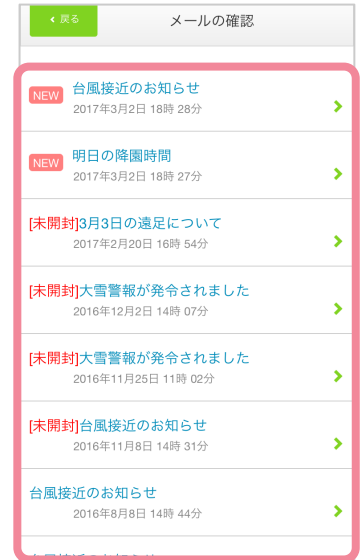 戻る
メールの確認
NEW 台風接近のお知らせ
2017年3月2日 18時 28分
NEW 明日の降園時間
2017年3月2日 18時 27分
[未開封]3月3日の遠足について
2017年2月20日 16時 54分
[未開封]大雪警報が発令されました
2016年12月2日 14時 07分
[未開封]大雪警報が発令されました
2016年11月25日 11時 02分
[未開封]台風接近のお知らせ
2016年11月8日 14時 31分
台風接近のお知らせ
2016年8月8日 14時 44分